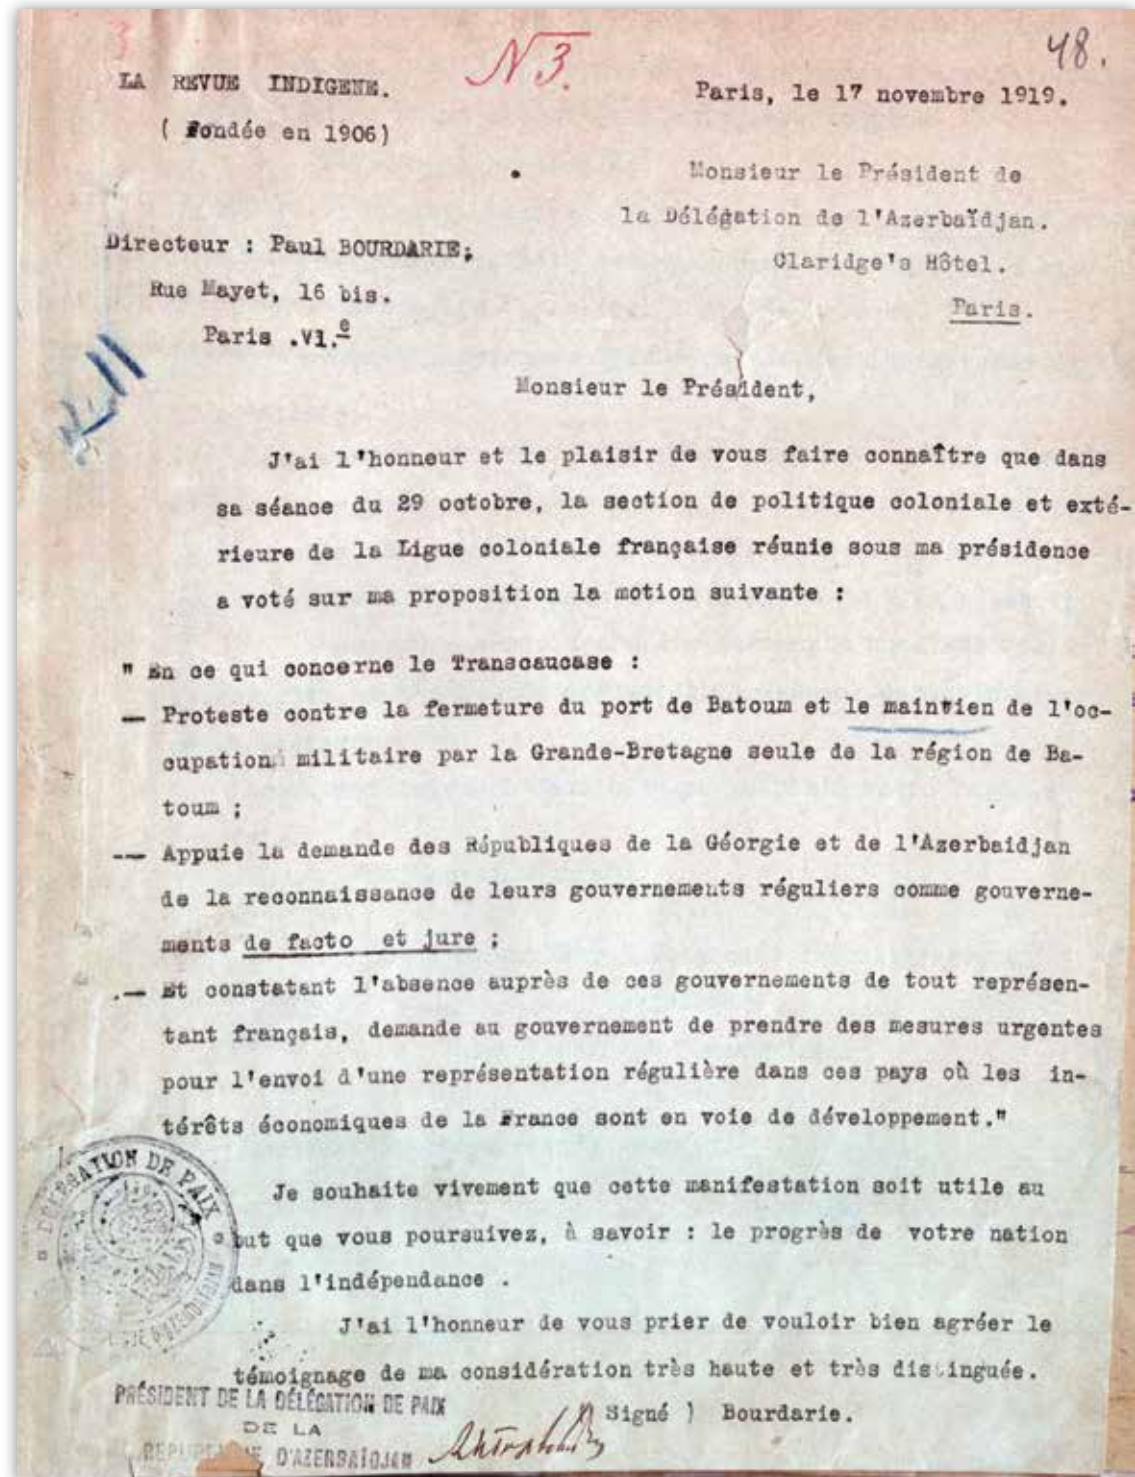 N 3.
48.
LA REVUE INDIGENE.
( Fondée en 1906)
Paris, le 17 novembre 1919.
Monsieur le Président de
la Délégation de l'Azerbaïdjan.
Claridge's Hôtel.
Paris.
Directeur : Paul BOURDARIE;
Rue Mayet, 16 bis.
Paris .VI.e
Monsieur le Président,
J'ai l'honneur et le plaisir de vous faire connaître que dans
sa séance du 29 octobre, la section de politique coloniale et exté-
rieure de la Ligue coloniale française réunie sous ma présidence
a voté sur ma proposition la motion suivante :
" En ce qui concerne le Transcaucase :
— Proteste contre la fermeture du port de Batoum et le maintien de l'oc-
cupation militaire par la Grande-Bretagne seule de la région de Ba-
toum ;
-— Appuie la demande des Républiques de la Géorgie et de l'Azerbaidjan
de la reconnaissance de leurs gouvernements réguliers comme gouverne-
ments de facto et jure ;
.— Et constatant l'absence auprès de ces gouvernements de tout représen-
tant français, demande au gouvernement de prendre des mesures urgentes
pour l'envoi d'une représentation régulière dans ces pays où les in-
térêts économiques de la France sont en voie de développement."
Je souhaite vivement que cette manifestation soit utile au
but que vous poursuivez, à savoir : le progrès de votre nation
dans l'indépendance .
J'ai l'honneur de vous prier de vouloir bien agréer le
témoignage de ma considération très haute et très distinguée.
( Signé ) Bourdarie.
DÉLÉGATION DE PAIX
PRÉSIDENT DE LA DÉLÉGATION DE PAIX
DE LA
RÉPUBLIQUE D'AZERBAÏDJAN